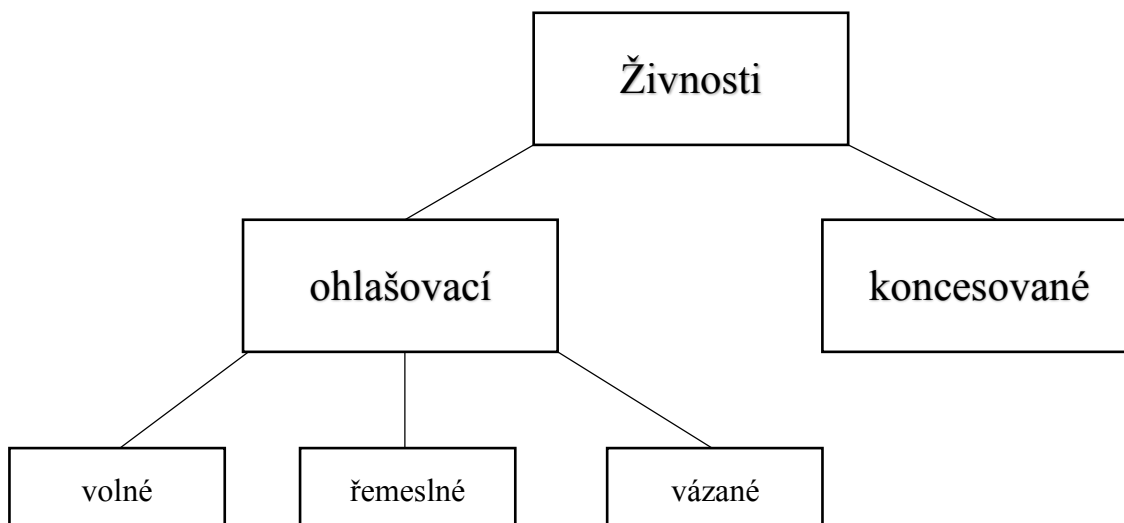 Živnosti
ohlašovací
koncesované
volné
řemeslné
vázané